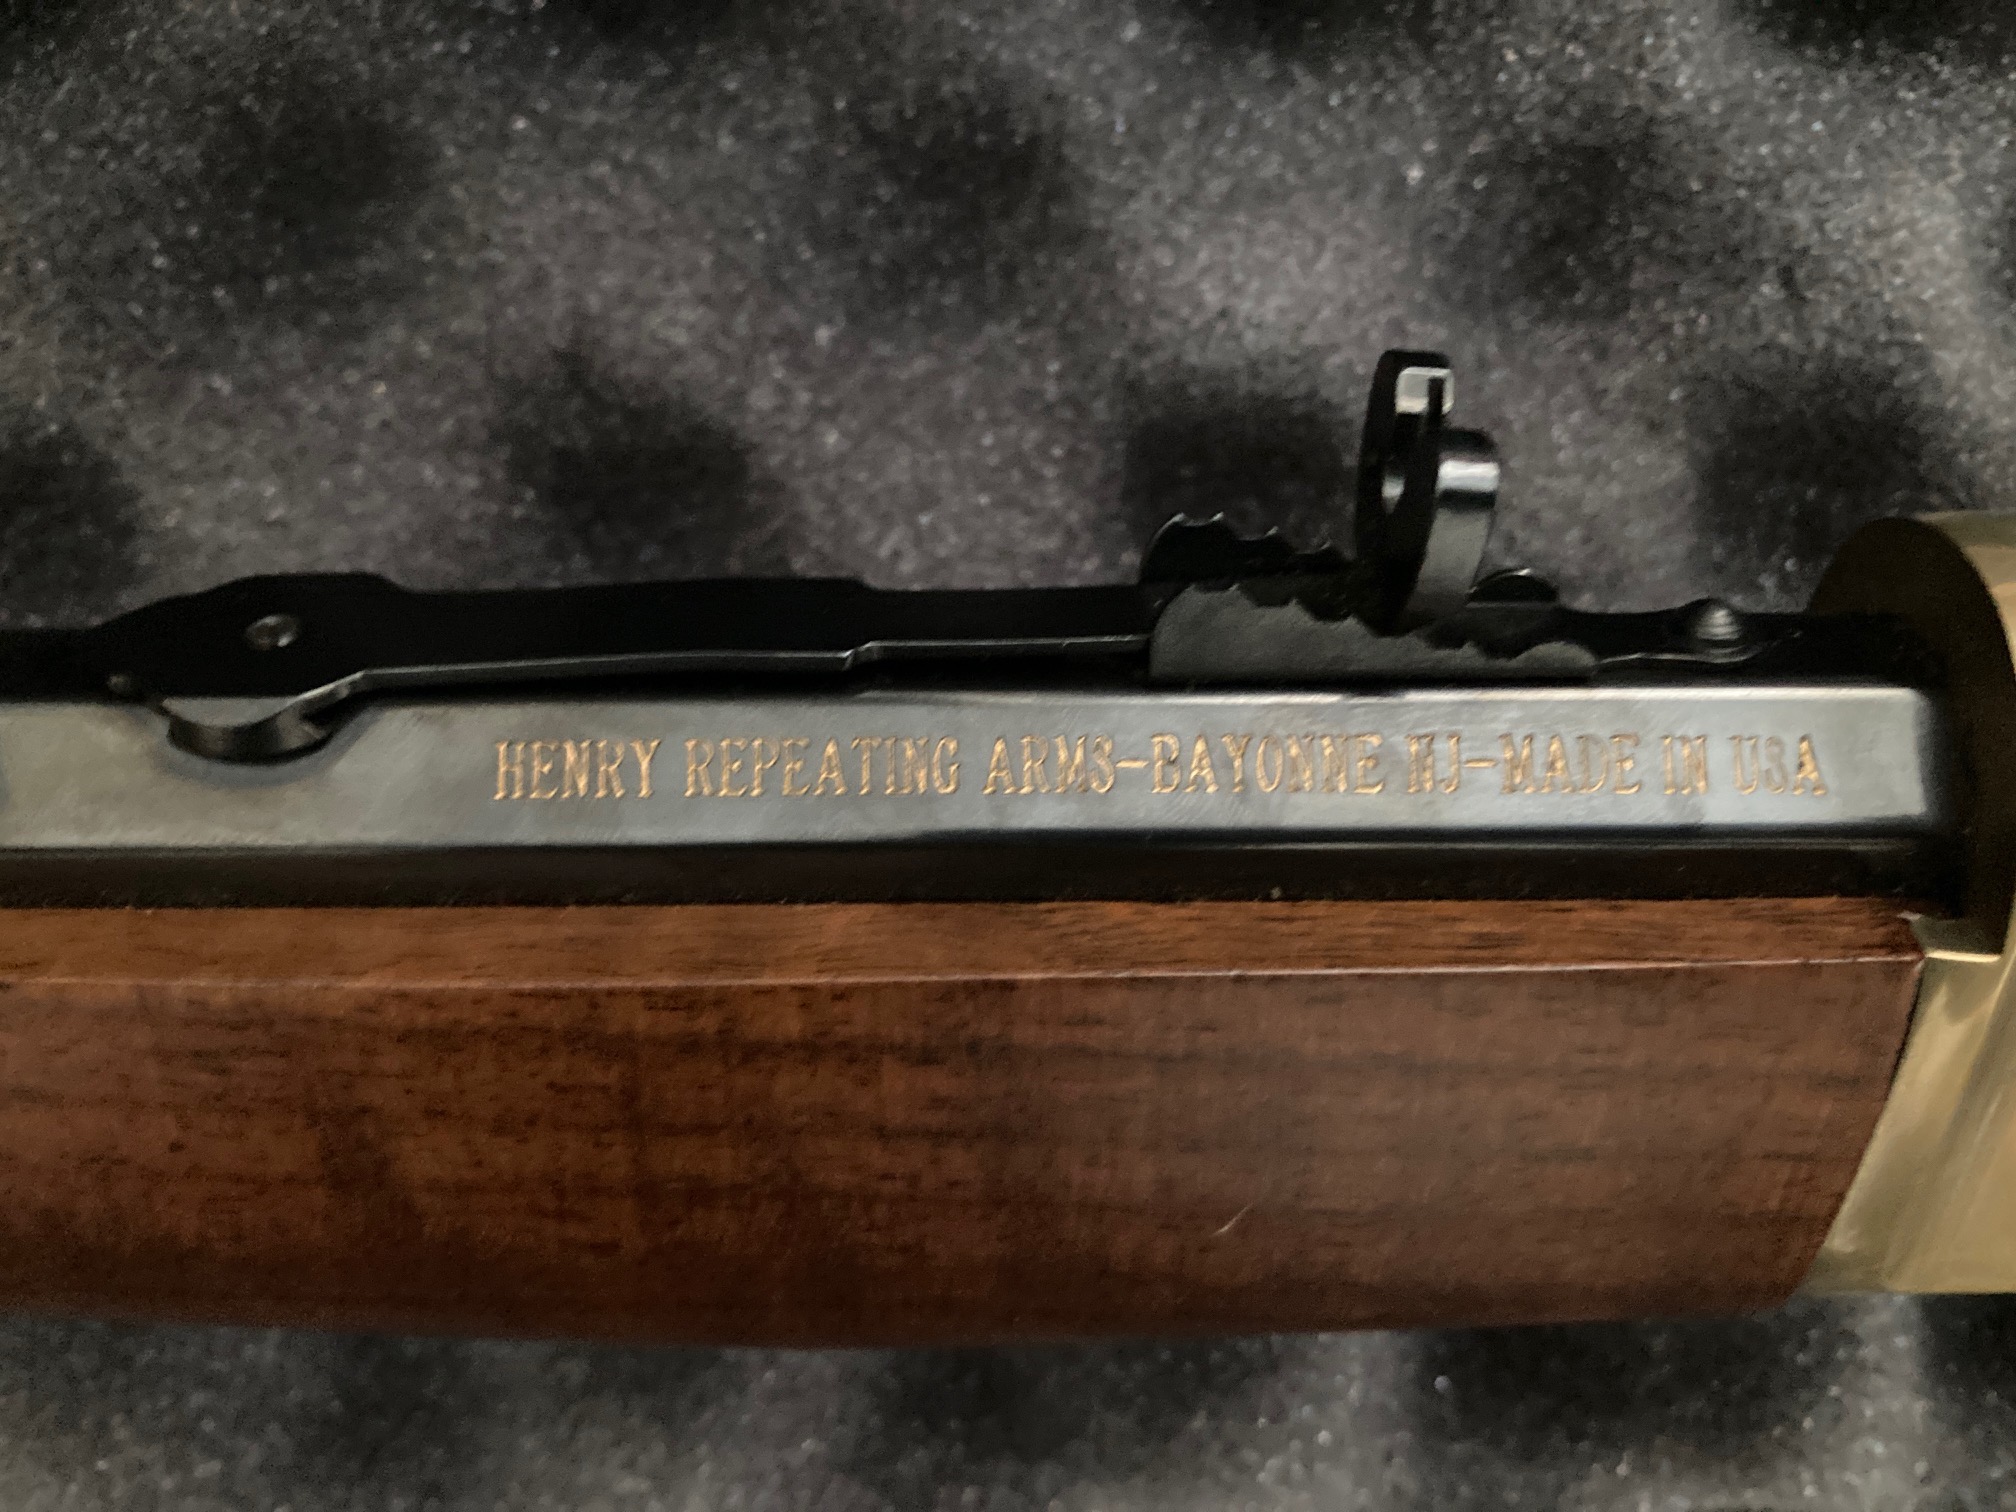 HENRY REPEATING ARMS-BAYONNE NJ-MADE IN USA